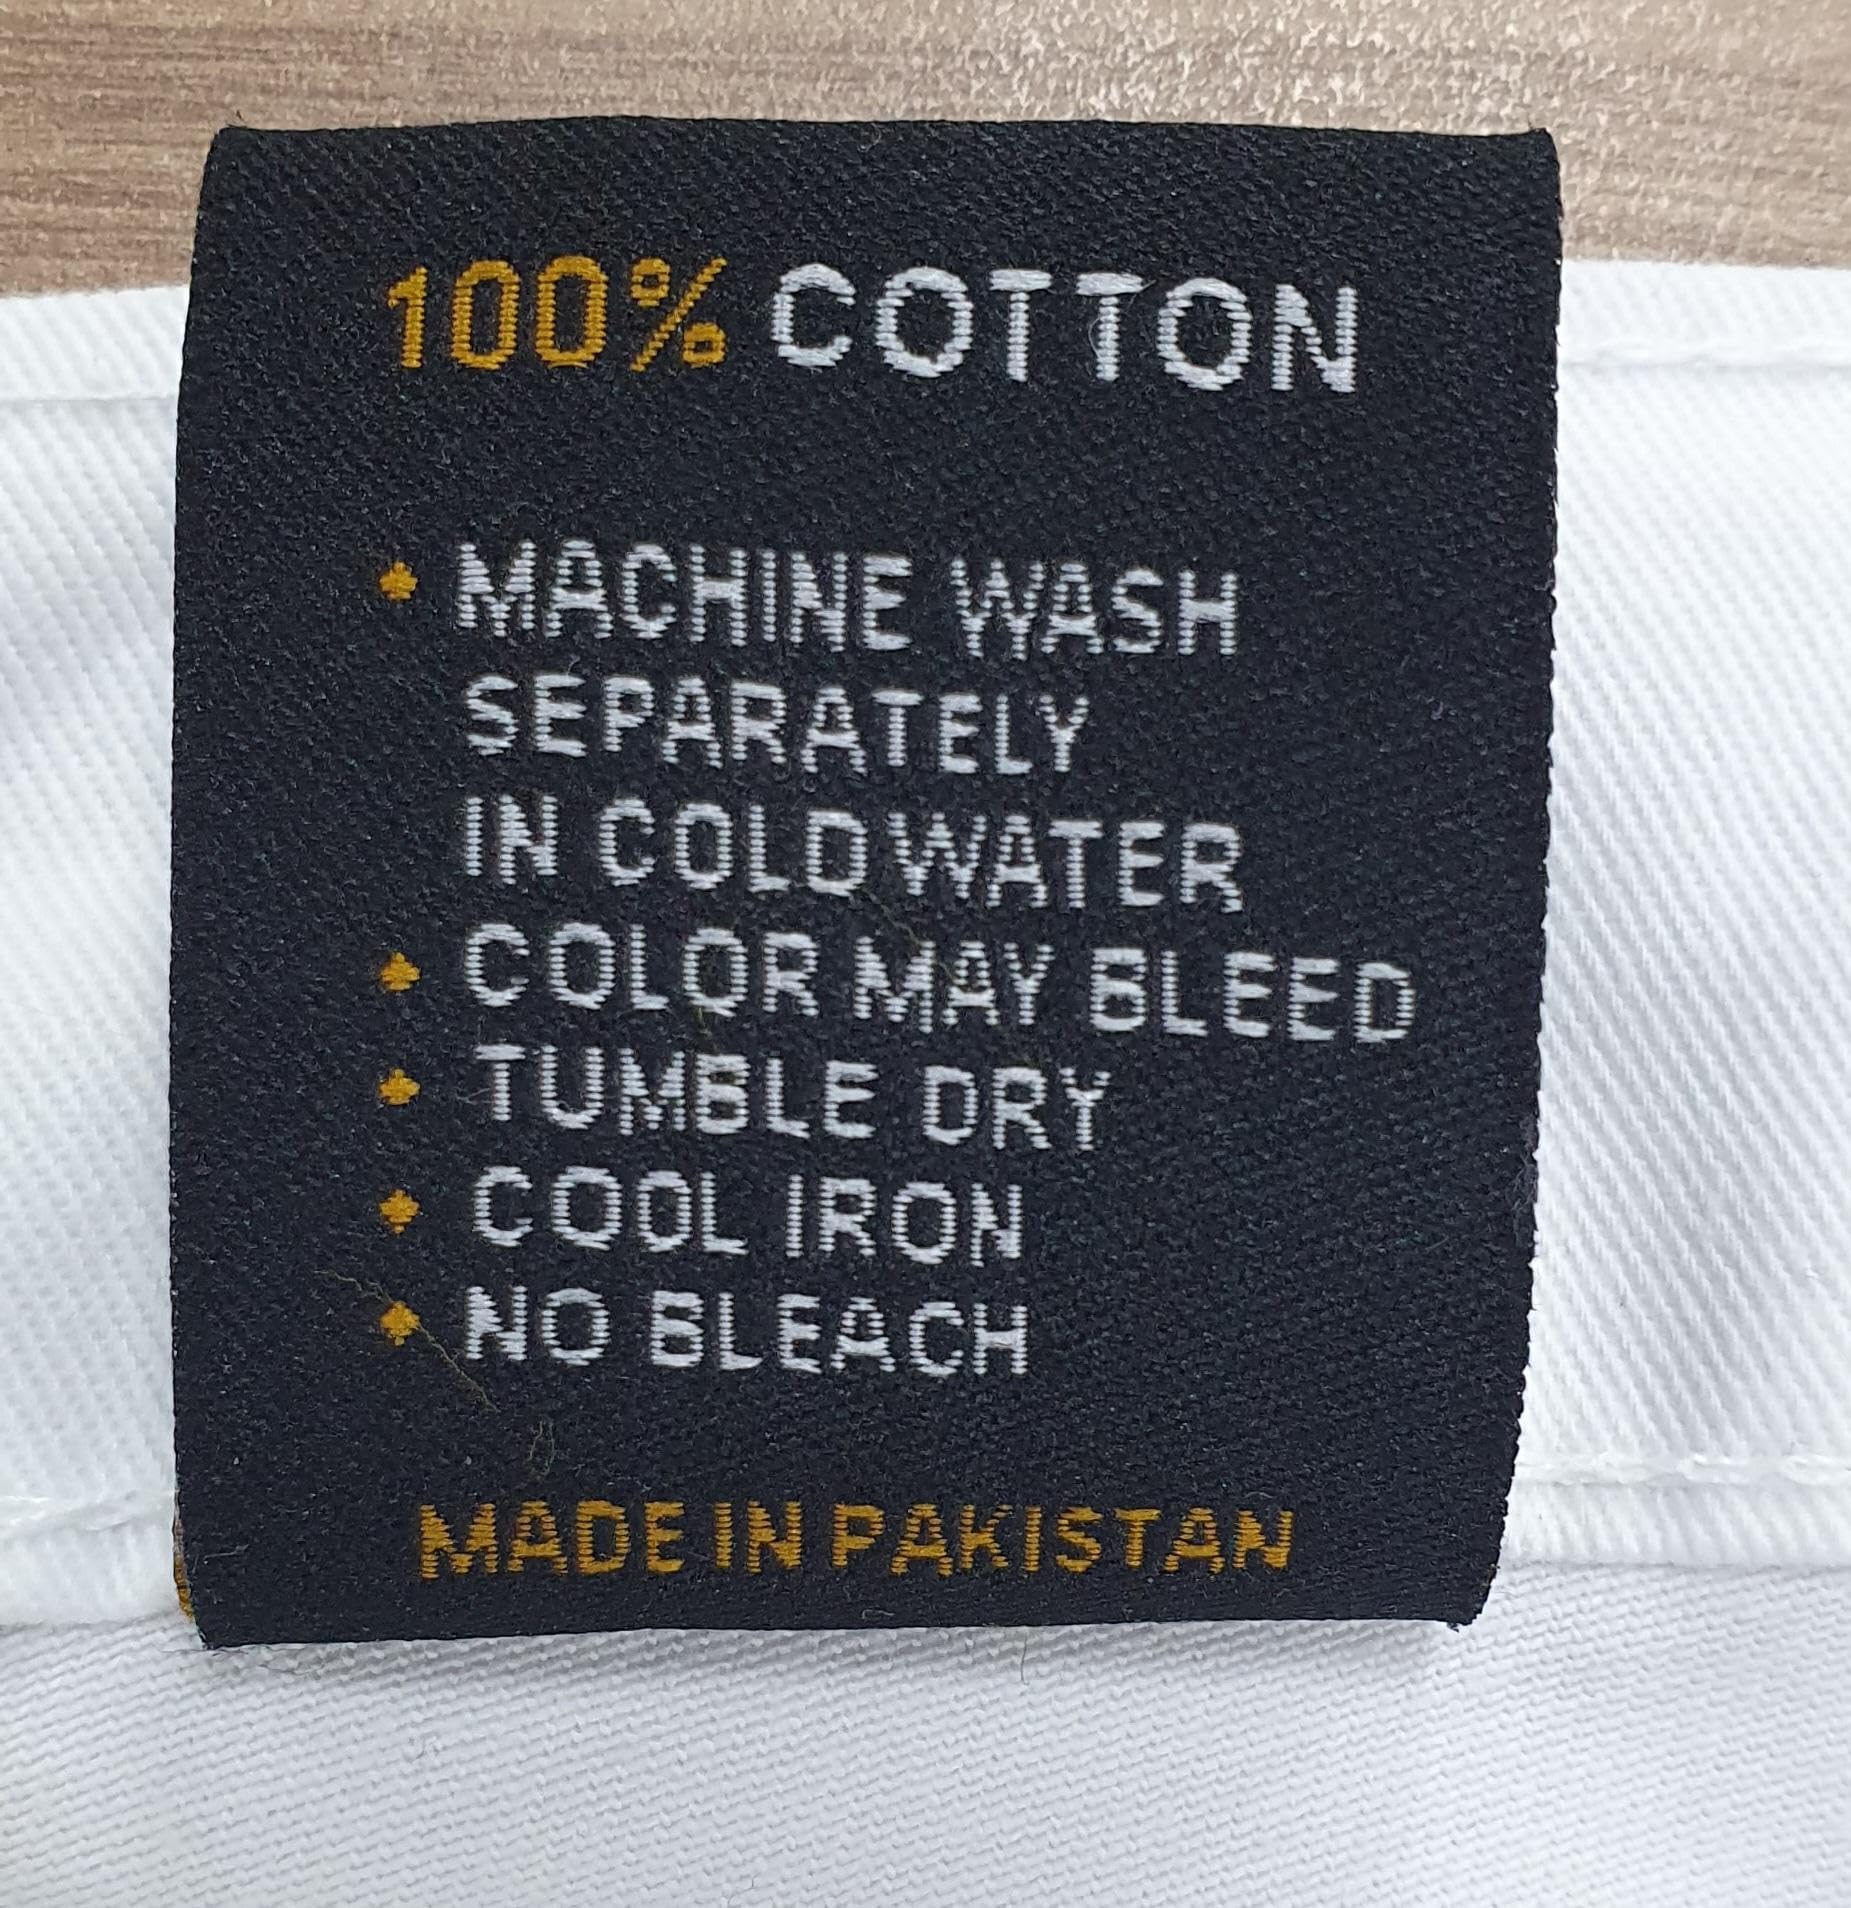 100% COTTON
• MACHINE WASH
SEPARATELY
IN COLD WATER
• COLOR MAY BLEED
• TUMBLE DRY
• COOL IRON
• NO BLEACH
MADE IN PAKISTAN